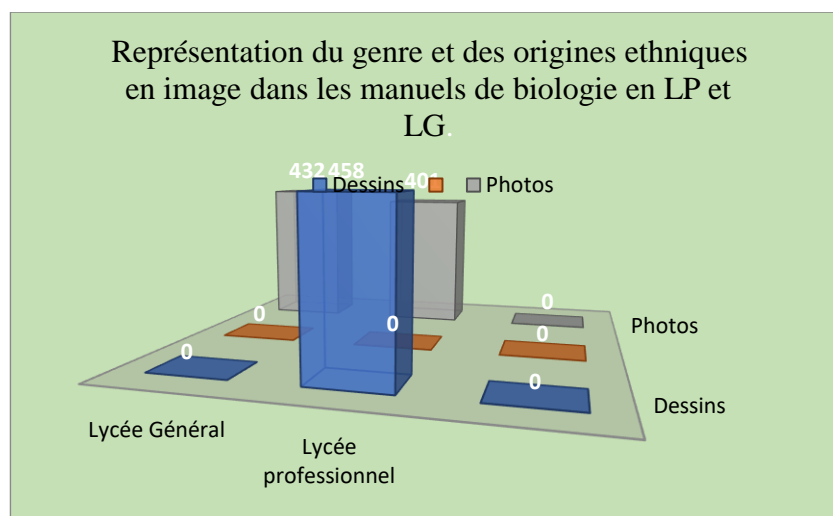 Représentation du genre et des origines ethniques
en image dans les manuels de biologie en LP et
LG.
432 458 401
Dessins Photos
0
0 0 0
0 0
Photos
Dessins
Lycée Général
Lycée
professionnel